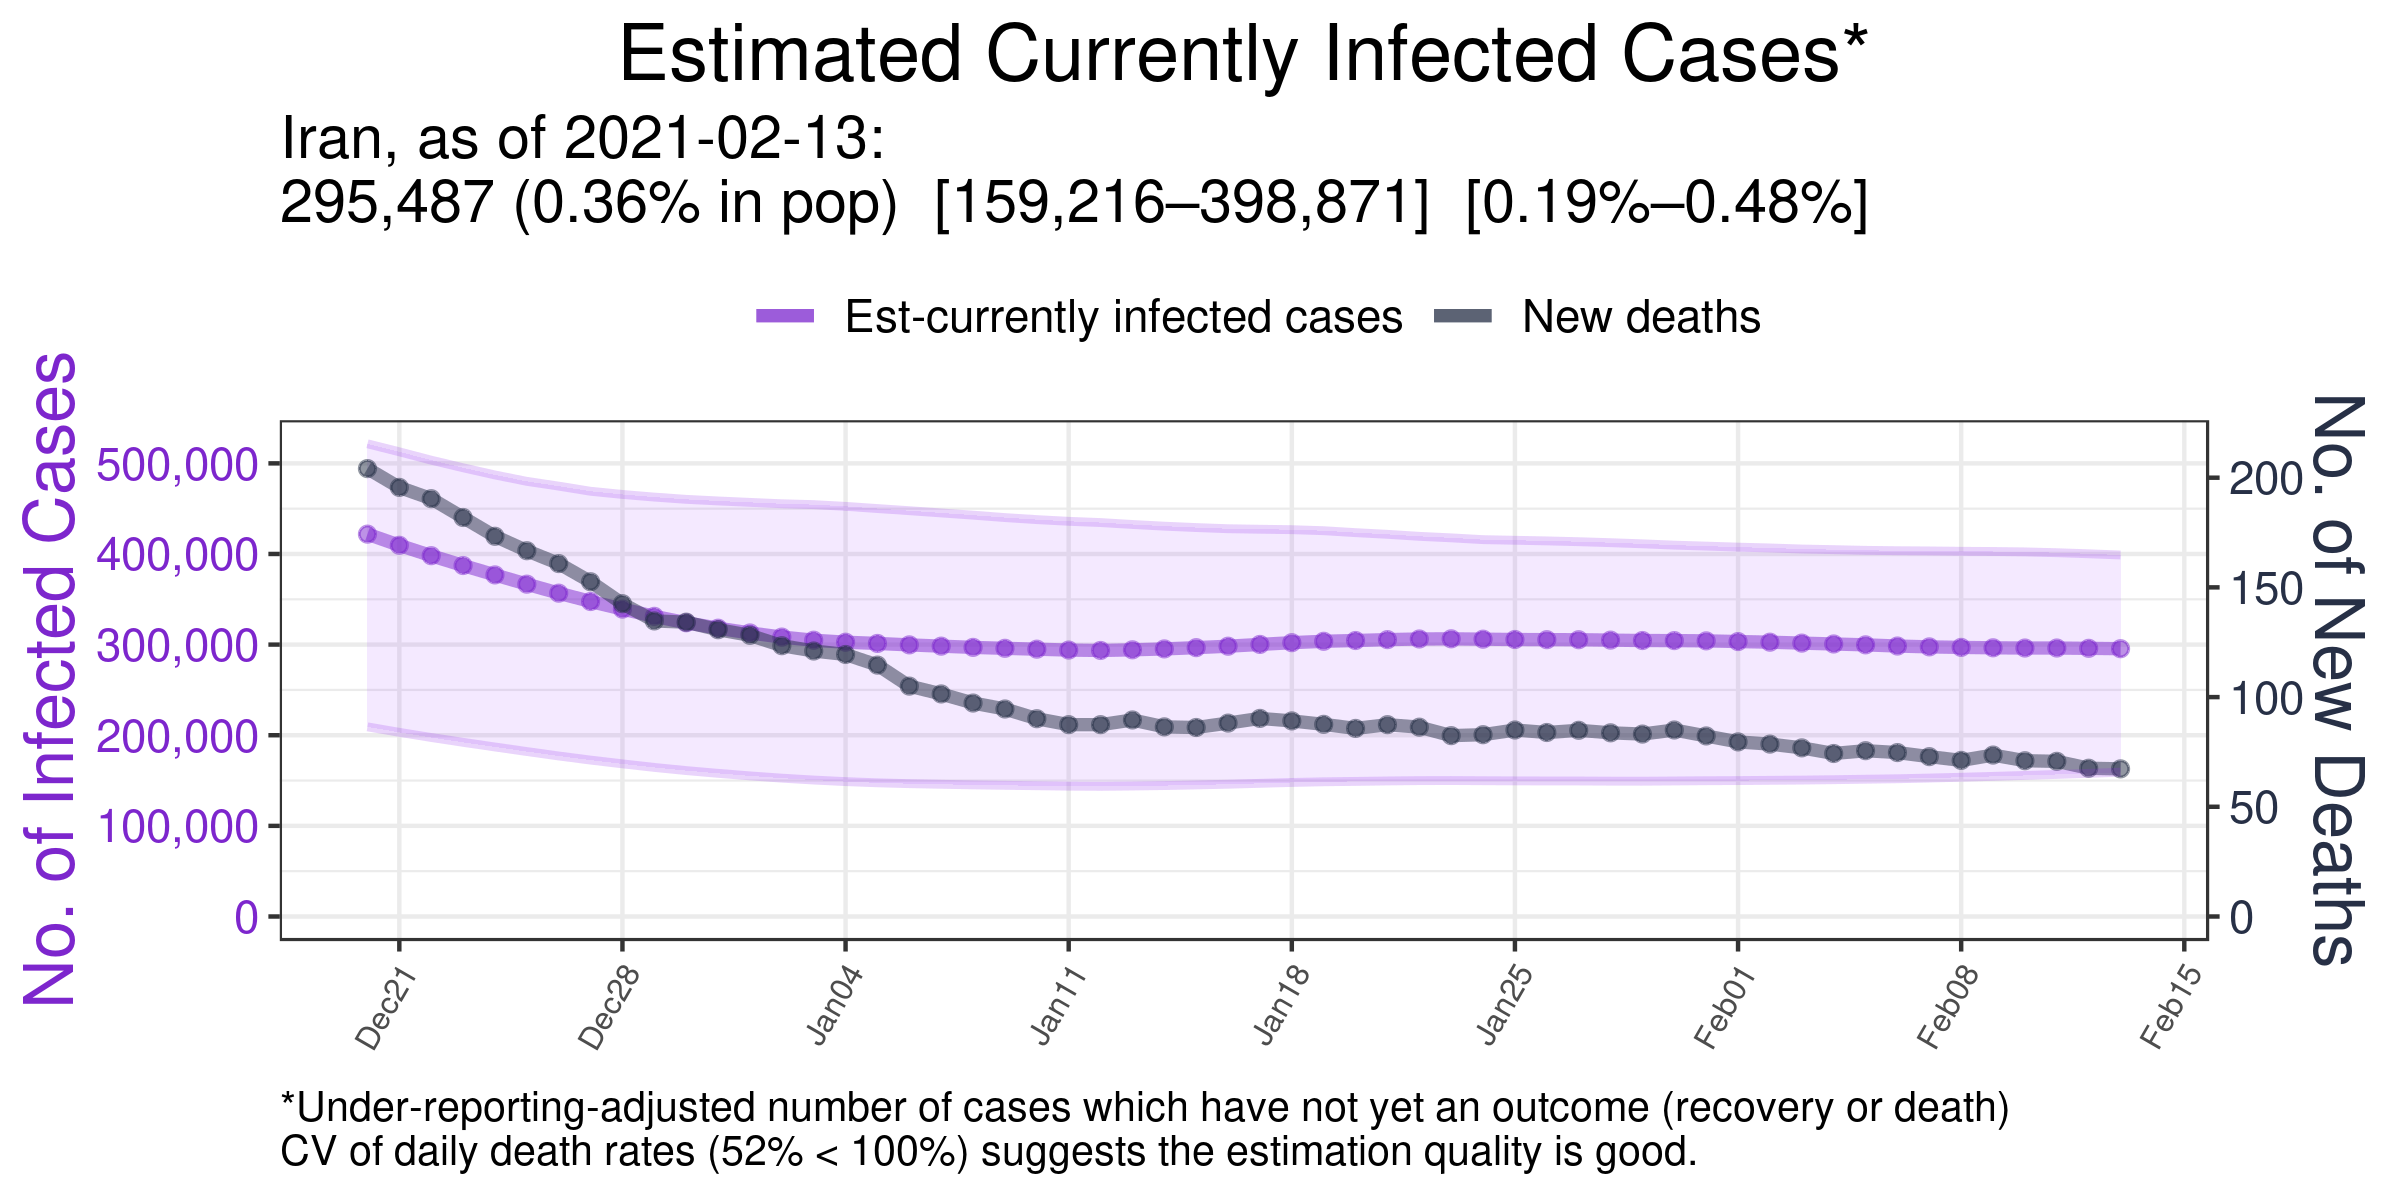 Estimated Currently Infected Cases*
Iran, as of 2021-02-13:
295,487 (0.36% in pop)  [159,216–398,871]  [0.19%–0.48%]
Est-currently infected cases
New deaths
No. of Infected Cases
500,000
400,000
300,000
200,000
100,000
0
200
150
100
50
0
No. of New Deaths
Dec21
Dec28
Jan04
Jan11
Jan18
Jan25
Feb01
Feb08
Feb15
*Under-reporting-adjusted number of cases which have not yet an outcome (recovery or death)
CV of daily death rates (52% < 100%) suggests the estimation quality is good.